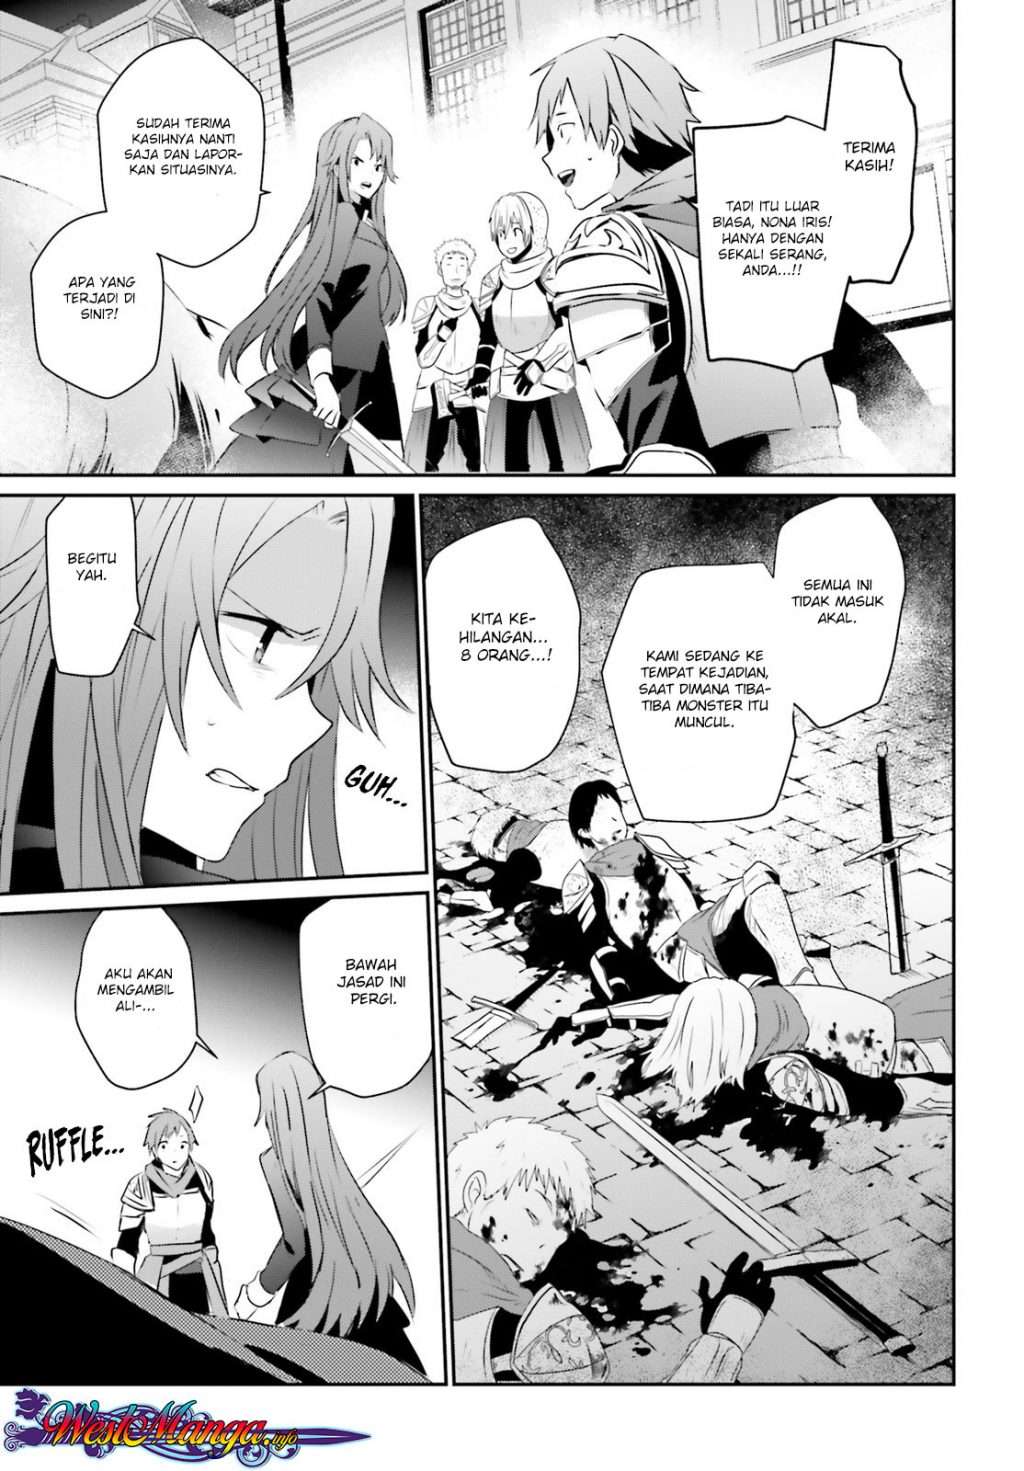 TERIMA
KASIH!
TADI ITU LUAR
BIASA, NONA IRIS!
HANYA DENGAN
SEKALI SERANG,
ANDA...!!
SUDAH TERIMA
KASIHNYA NANTI
SAJA DAN LAPOR-
KAN SITUASINYA.
APA YANG
TERJADI DI
SINI?!
SEMUA INI
TIDAK MASUK
AKAL.
KAMI SEDANG KE
TEMPAT KEJADIAN,
SAAT DIMANA TIBA-
TIBA MONSTER ITU
MUNCUL.
KITA KE-
HILANGAN...
8 ORANG...!
BEGITU
YAH.
GUH...
BAWAH
JASAD INI
PERGI.
AKU AKAN
MENGAMBIL
ALI-...
RUFFLE...
WestManga.info